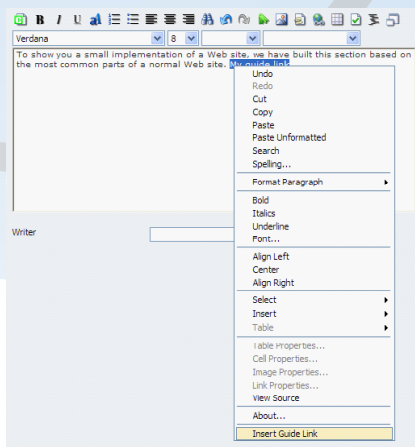 B I U
Verdana 8
To show you a small implementation of a Web site, we have built this section based on
the most common parts of a normal Web site. My guide link
Undo
Redo
Cut
Copy
Paste
Paste Unformatted
Search
Spelling...
Format Paragraph
Bold
Italics
Underline
Font...
Align Left
Center
Align Right
Select
Insert
Table
Table Properties...
Cell Properties...
Image Properties...
Link Properties...
View Source
About...
Insert Guide Link
Writer